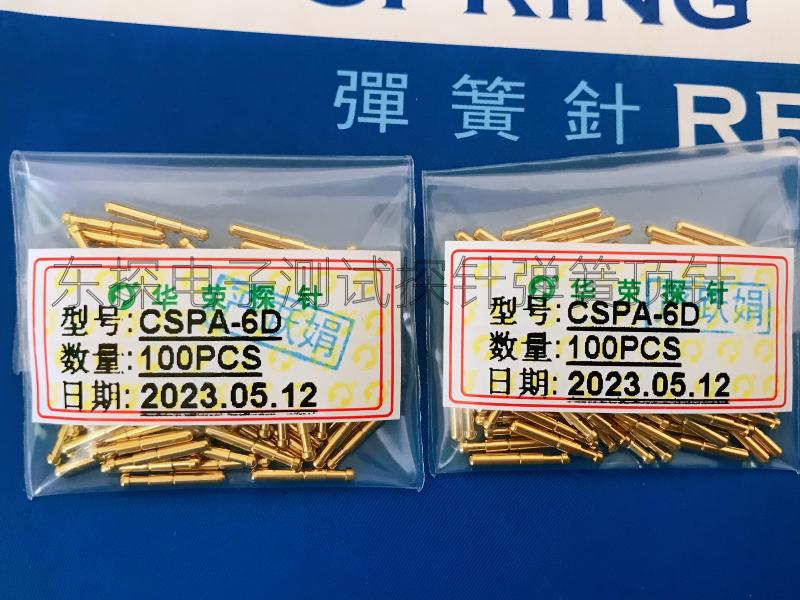 SPRING
彈簧針 RE
东探电子测试探针弹簧顶针
华荣探针
型号: CSPA-6D
数量: 100PCS
日期: 2023.05.12
华荣探针
型号: CSPA-6D
数量: 100PCS
日期: 2023.05.12